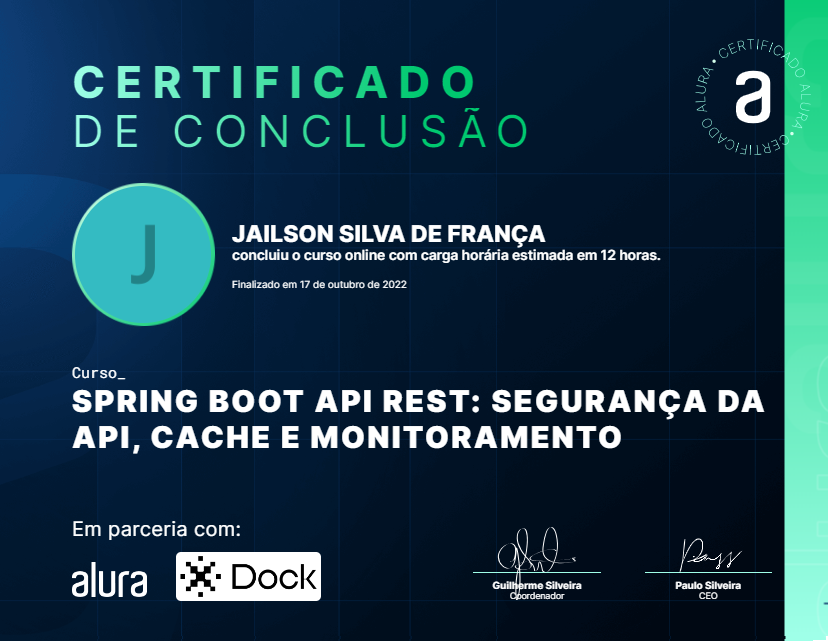 CERTIFICADO
DE CONCLUSÃO
CERTIFICADO ALURA • CERTIFICADO ALURA •
a
J
JAILSON SILVA DE FRANÇA
concluiu o curso online com carga horária estimada em 12 horas.
Finalizado em 17 de outubro de 2022
Curso_
SPRING BOOT API REST: SEGURANÇA DA
API, CACHE E MONITORAMENTO
Em parceria com:
alura
Dock
Guilherme Silveira
Coordenador
Paulo Silveira
CEO